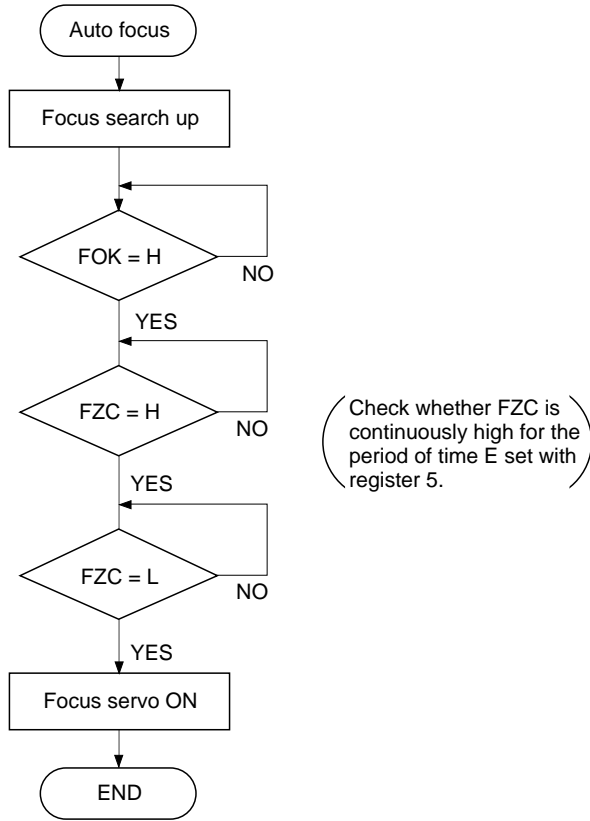 Auto focus
Focus search up
FOK = H
NO
YES
FZC = H
NO
Check whether FZC is
continuously high for the
period of time E set with
register 5.
YES
FZC = L
NO
YES
Focus servo ON
END